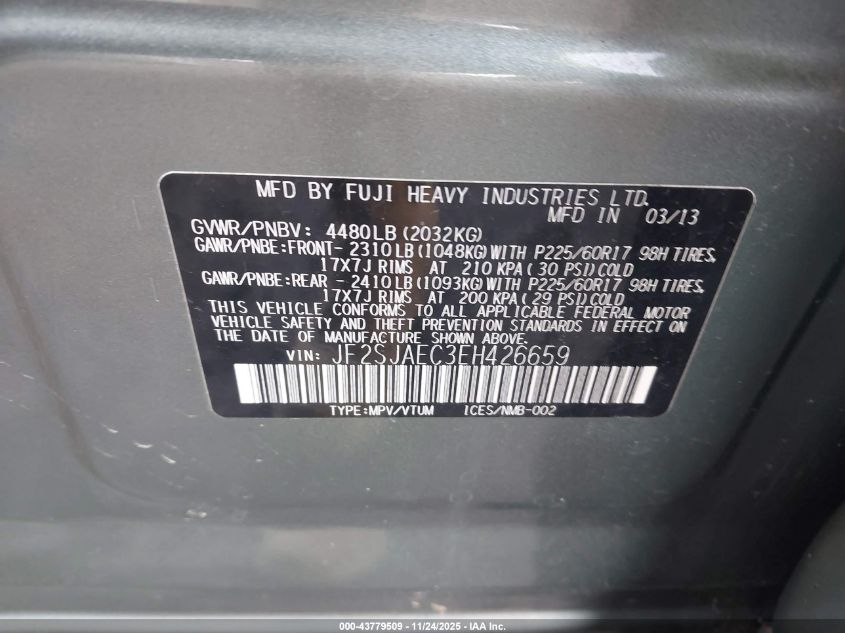 MFD BY FUJI HEAVY INDUSTRIES LTD.
MFD IN 03/13
GVWR/PNBV: 4480LB(2032KG)
GAWR/PNBE:FRONT- 2310LB(1048KG)WITH P225/60R17 98H TIRES,
17X7J RIMS AT 210 KPA( 30 PSI)COLD
GAWR/PNBE:REAR - 2410LB(1093KG)WITH P225/60R17 98H TIRES,
17X7J RIMS AT 200 KPA( 29 PSI)COLD
THIS VEHICLE CONFORMS TO ALL APPLICABLE FEDERAL MOTOR
VEHICLE SAFETY AND THEFT PREVENTION STANDARDS IN EFFECT ON
THE DATE OF MANUFACTURE SHOWN ABOVE.
VIN: JF2SJAEC3EH426659
TYPE:MPV/VTUM ICES/NMB-002
000-43779509 - 11/24/2025 - IAA Inc.